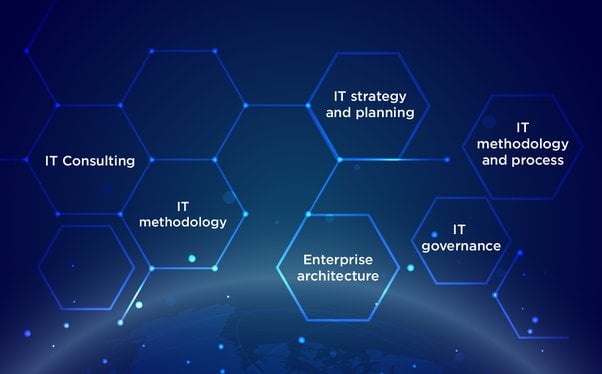 IT strategy
and planning
IT
methodology
and process
IT Consulting
IT
methodology
IT
governance
Enterprise
architecture